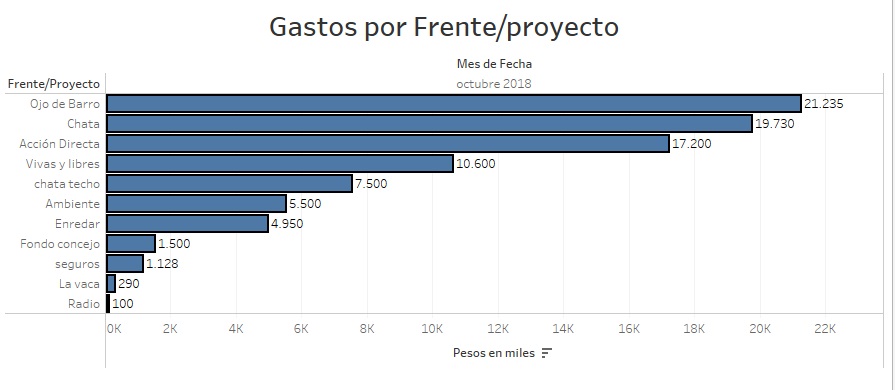 Gastos por Frente/proyecto
Mes de Fecha
Frente/Proyecto octubre 2018
Ojo de Barro 21.235
Chata 19.730
Acción Directa 17.200
Vivas y libres 10.600
chata techo 7.500
Ambiente 5.500
Enredar 4.950
Fondo concejo 1.500
seguros 1.128
La vaca 290
Radio 100
0K 2K 4K 6K 8K 10K 12K 14K 16K 18K 20K 22K
Pesos en miles